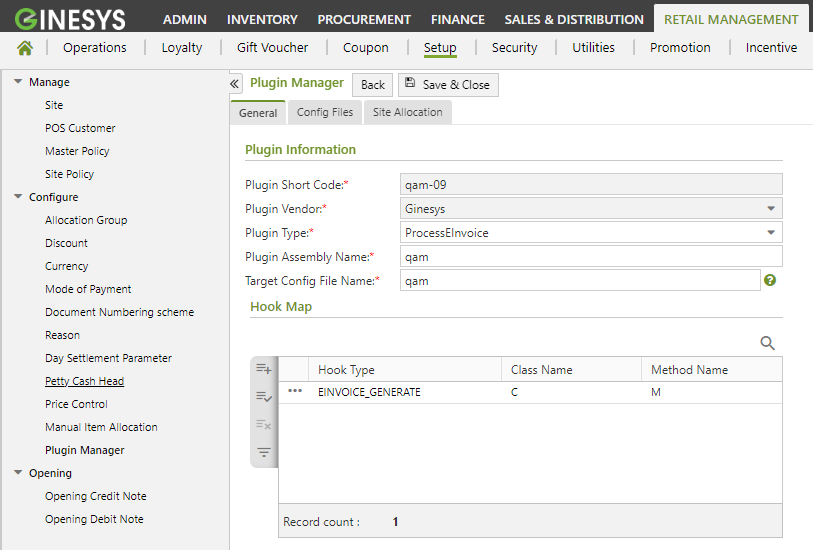 GINESYS
ADMIN INVENTORY PROCUREMENT FINANCE SALES & DISTRIBUTION RETAIL MANAGEMENT
Operations Loyalty Gift Voucher Coupon Setup Security Utilities Promotion Incentive
Manage
Site
POS Customer
Master Policy
Site Policy
Configure
Allocation Group
Discount
Currency
Mode of Payment
Document Numbering scheme
Reason
Day Settlement Parameter
Petty Cash Head
Price Control
Manual Item Allocation
Plugin Manager
Opening
Opening Credit Note
Opening Debit Note
Plugin Manager Back Save & Close
General Config Files Site Allocation
Plugin Information
Plugin Short Code:* qam-09
Plugin Vendor:* Ginesys
Plugin Type:* ProcessEInvoice
Plugin Assembly Name:* qam
Target Config File Name:* qam
Hook Map
Hook Type Class Name Method Name
EINVOICE_GENERATE C M
Record count : 1